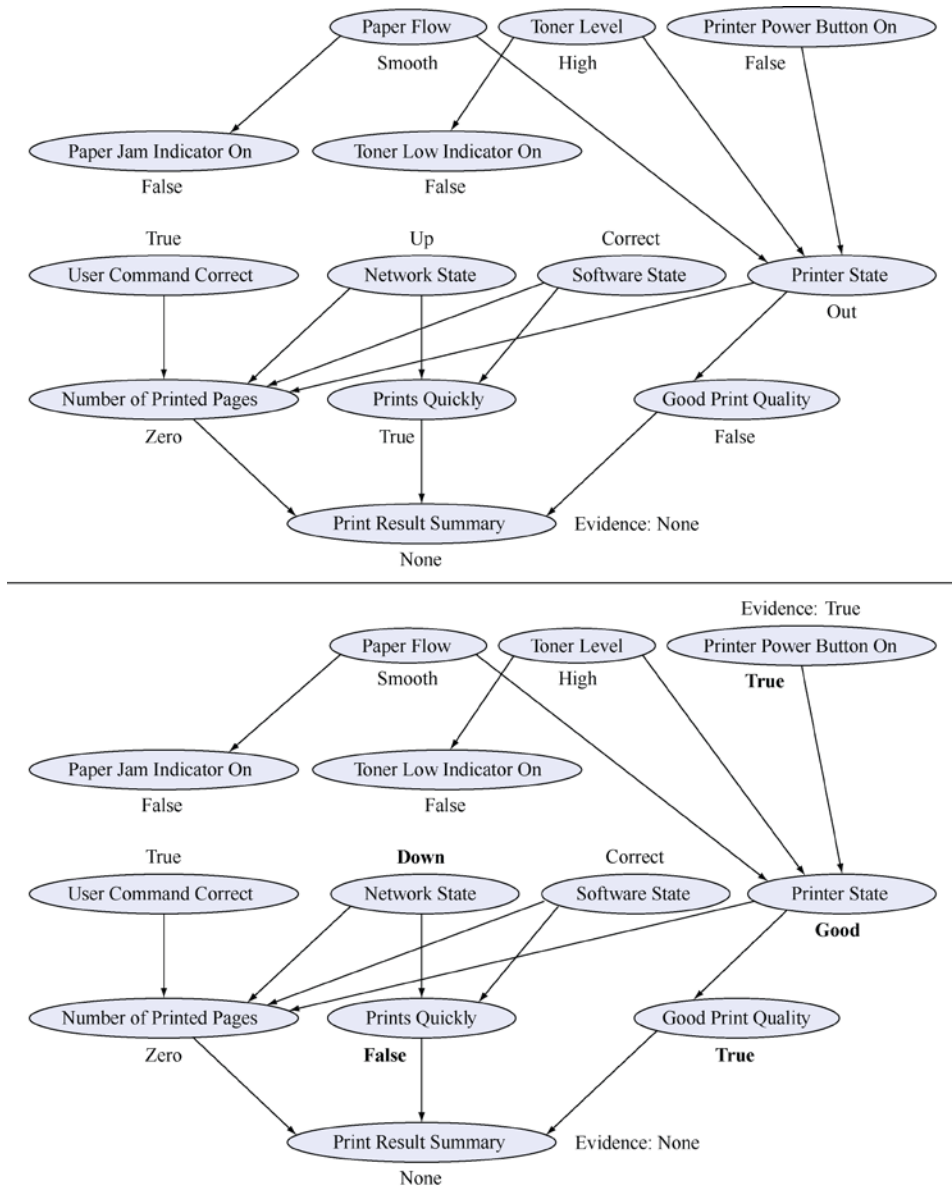 Paper Flow Toner Level Printer Power Button On
Smooth High False
Paper Jam Indicator On Toner Low Indicator On
False False
True Up Correct
User Command Correct Network State Software State Printer State
Out
Number of Printed Pages Prints Quickly Good Print Quality
Zero True False
Print Result Summary Evidence: None
None
Evidence: True
Paper Flow Toner Level Printer Power Button On
Smooth High True
Paper Jam Indicator On Toner Low Indicator On
False False
True Down Correct
User Command Correct Network State Software State Printer State
Good
Number of Printed Pages Prints Quickly Good Print Quality
Zero False True
Print Result Summary Evidence: None
None